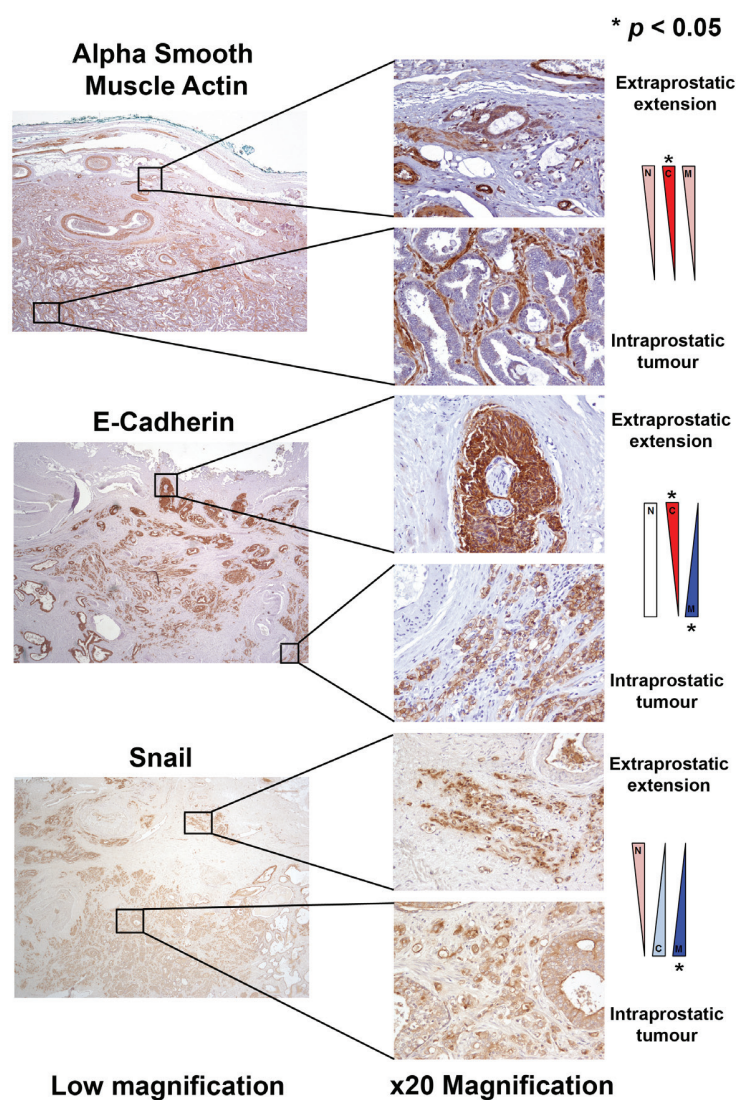 * p < 0.05
Alpha Smooth
Muscle Actin
Extraprostatic
extension
*
N C M
Intraprostatic
tumour
E-Cadherin
Extraprostatic
extension
*
N C M
*
Intraprostatic
tumour
Snail
Extraprostatic
extension
N C M
*
Intraprostatic
tumour
Low magnification
x20 Magnification